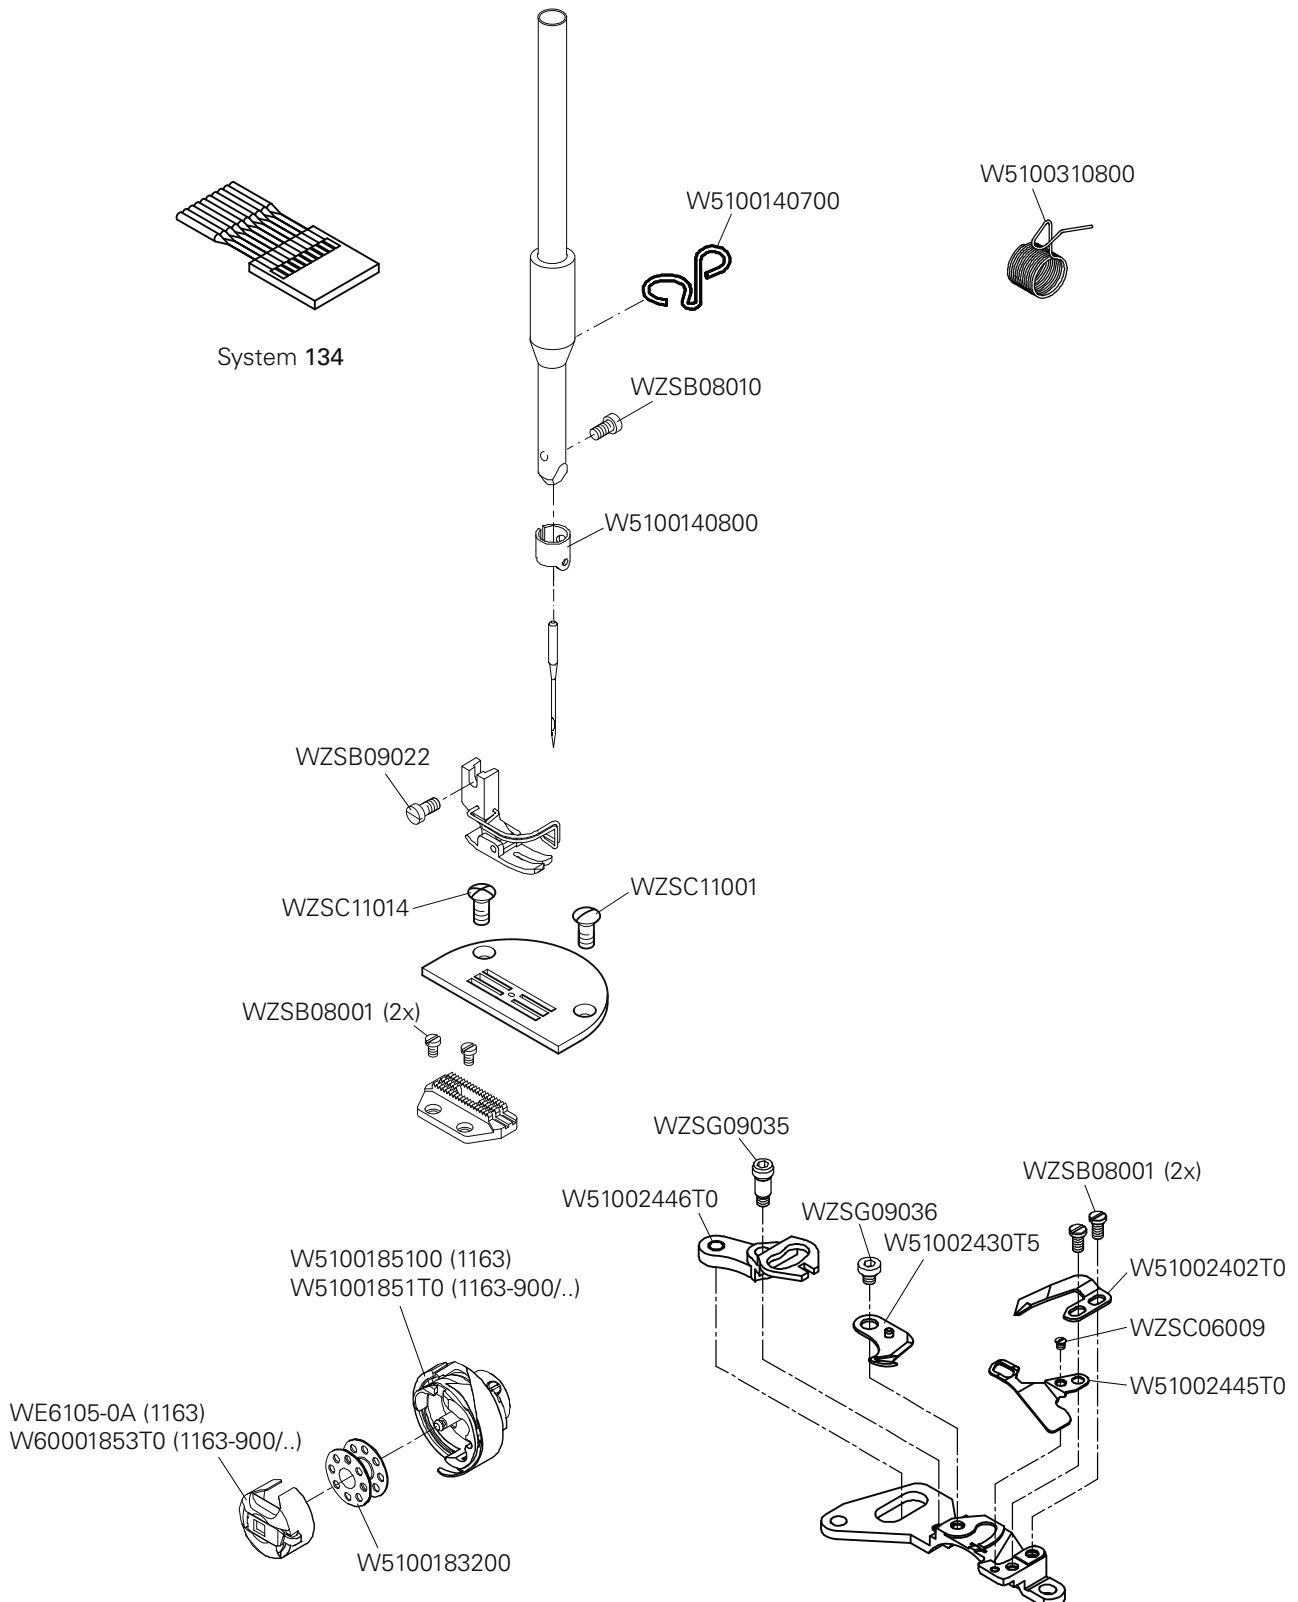 W5100310800
W5100140700
System 134
WZSB08010
W5100140800
WZSB09022
WZSC11001
WZSC11014
WZSB08001 (2x)
WZSG09035
WZSB08001 (2x)
W51002446T0
WZSG09036
W51002430T5
W5100185100 (1163)
W51001851T0 (1163-900/..)
W51002402T0
WZSC06009
W51002445T0
WE6105-0A (1163)
W60001853T0 (1163-900/..)
W5100183200